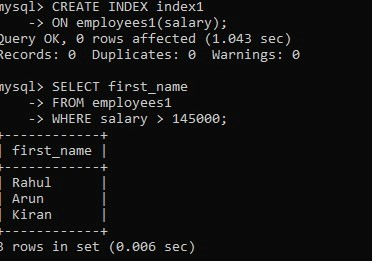 mysql> CREATE INDEX index1
    -> ON employees1(salary);
Query OK, 0 rows affected (1.043 sec)
Records: 0  Duplicates: 0  Warnings: 0

mysql> SELECT first_name
    -> FROM employees1
    -> WHERE salary > 145000;
+------------+
| first_name |
+------------+
| Rahul      |
| Arun       |
| Kiran      |
+------------+
3 rows in set (0.006 sec)